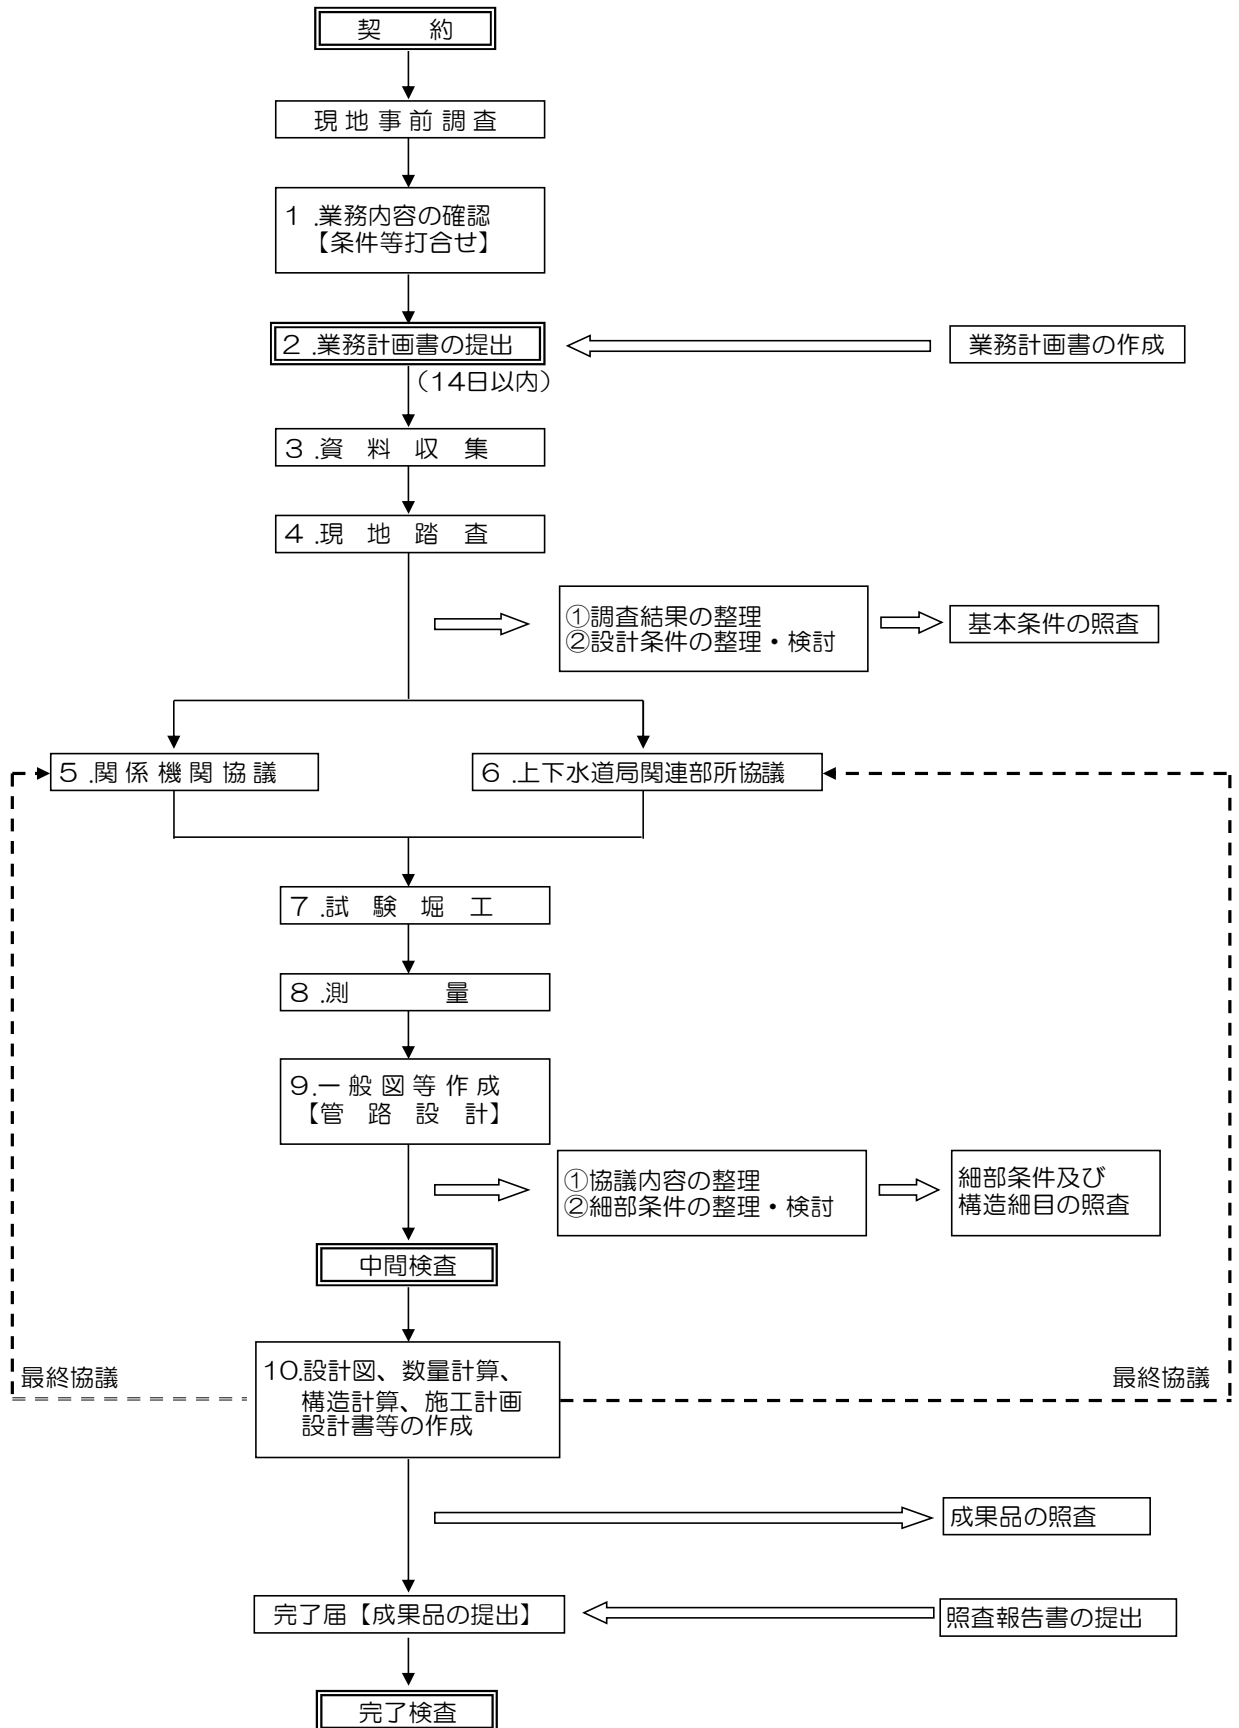 契　約
現地事前調査
１.業務内容の確認
【条件等打合せ】
２.業務計画書の提出
業務計画書の作成
（14日以内）
３.資　料　収　集
４.現　地　踏　査
①調査結果の整理
②設計条件の整理・検討
基本条件の照査
５.関係機関協議
６.上下水道局関連部所協議
７.試　験　堀　工
８.測　　　　量
９.一般図等作成
【管　路　設　計】
①協議内容の整理
②細部条件の整理・検討
細部条件及び
構造細目の照査
中間検査
最終協議
10.設計図、数量計算、
構造計算、施工計画
設計書等の作成
最終協議
成果品の照査
完了届【成果品の提出】
照査報告書の提出
完了検査